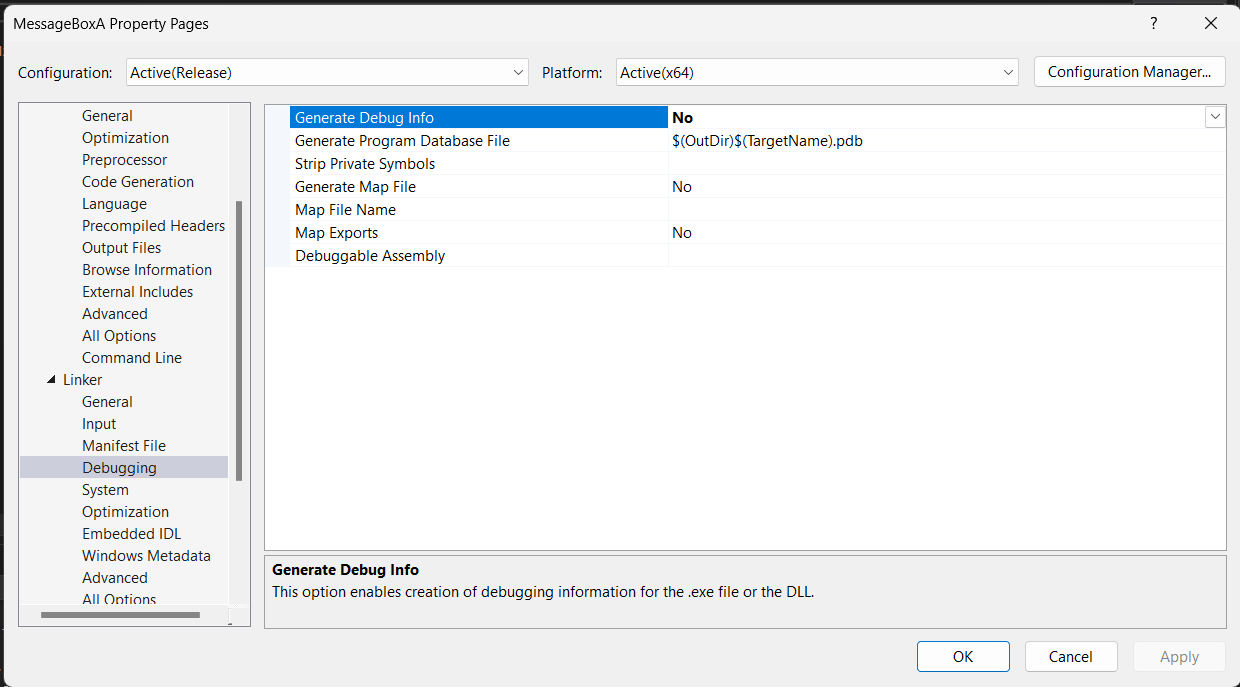 MessageBoxA Property Pages
?
Configuration: Active(Release) Platform: Active(x64) Configuration Manager...
General
Optimization
Preprocessor
Code Generation
Language
Precompiled Headers
Output Files
Browse Information
External Includes
Advanced
All Options
Command Line
Linker
General
Input
Manifest File
Debugging
System
Optimization
Embedded IDL
Windows Metadata
Advanced
All Options
Generate Debug Info No
Generate Program Database File $(OutDir)$(TargetName).pdb
Strip Private Symbols
Generate Map File No
Map File Name
Map Exports No
Debuggable Assembly
Generate Debug Info
This option enables creation of debugging information for the .exe file or the DLL.
OK Cancel Apply